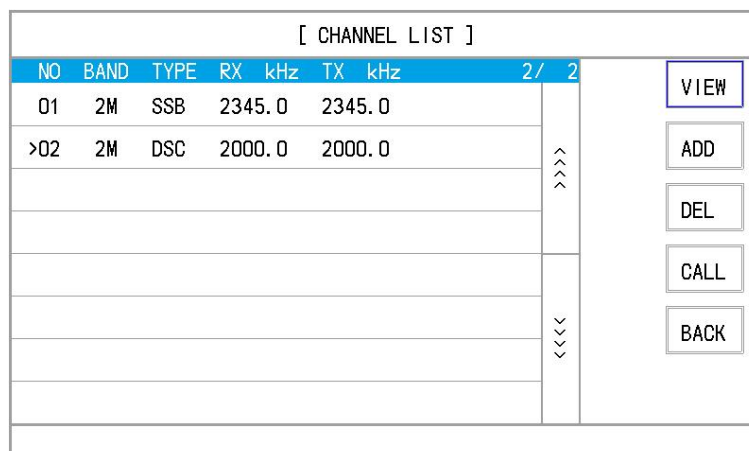 [ CHANNEL LIST ]
NO BAND TYPE RX kHz TX kHz 2/ 2
01 2M SSB 2345.0 2345.0
>02 2M DSC 2000.0 2000.0
VIEW
ADD
DEL
CALL
BACK